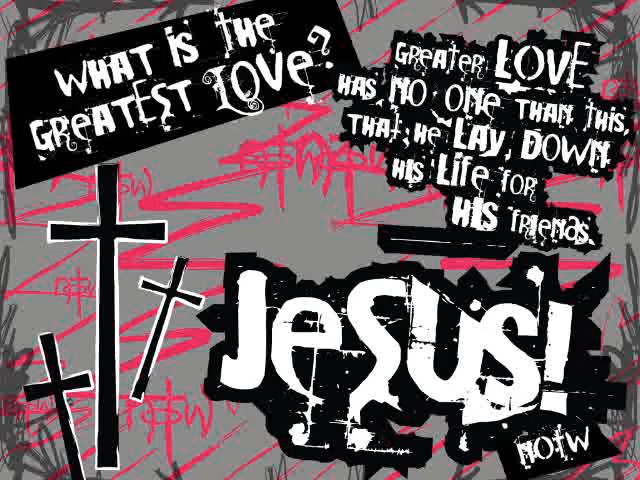 WHAT iS tHE
GREATEST LOVE?
GREATER LOVE
HAS NO ONE THAN THIS,
THAT HE LAY DOWN
HIS Life FOR
HIS friends.
JeSUS!
NOTW